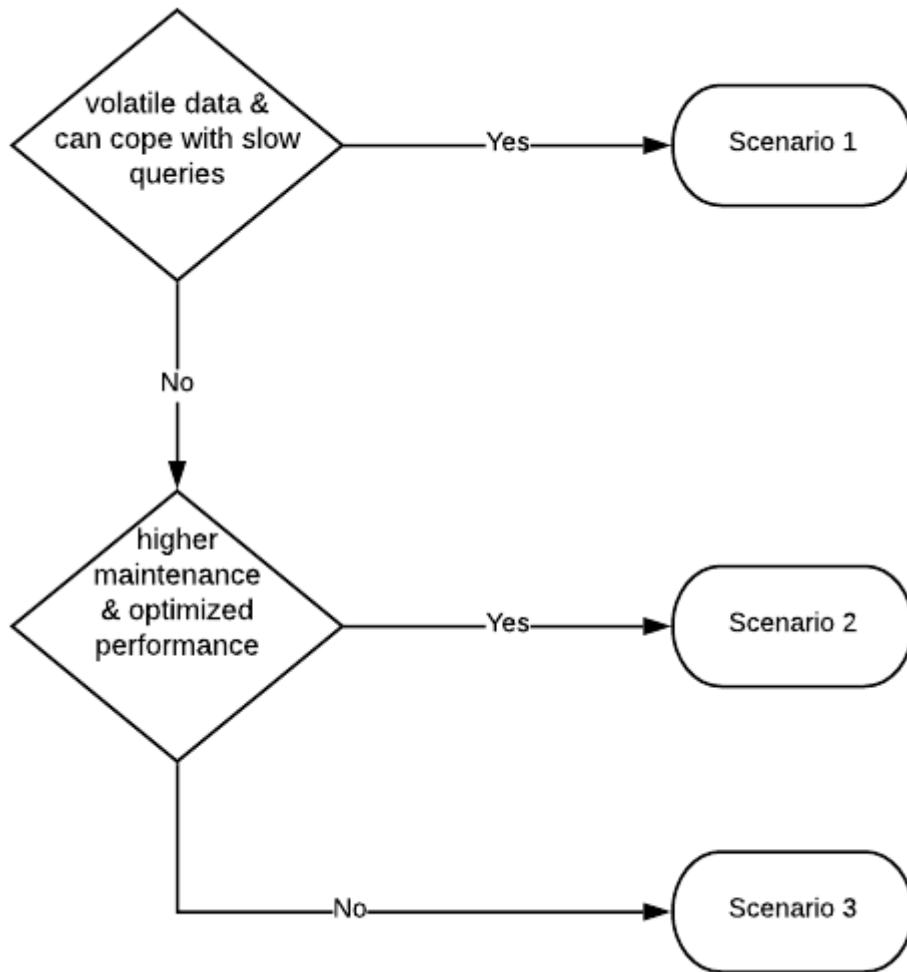 volatile data &
can cope with slow
queries
Yes
Scenario 1
No
higher
maintenance
& optimized
performance
Yes
Scenario 2
No
Scenario 3